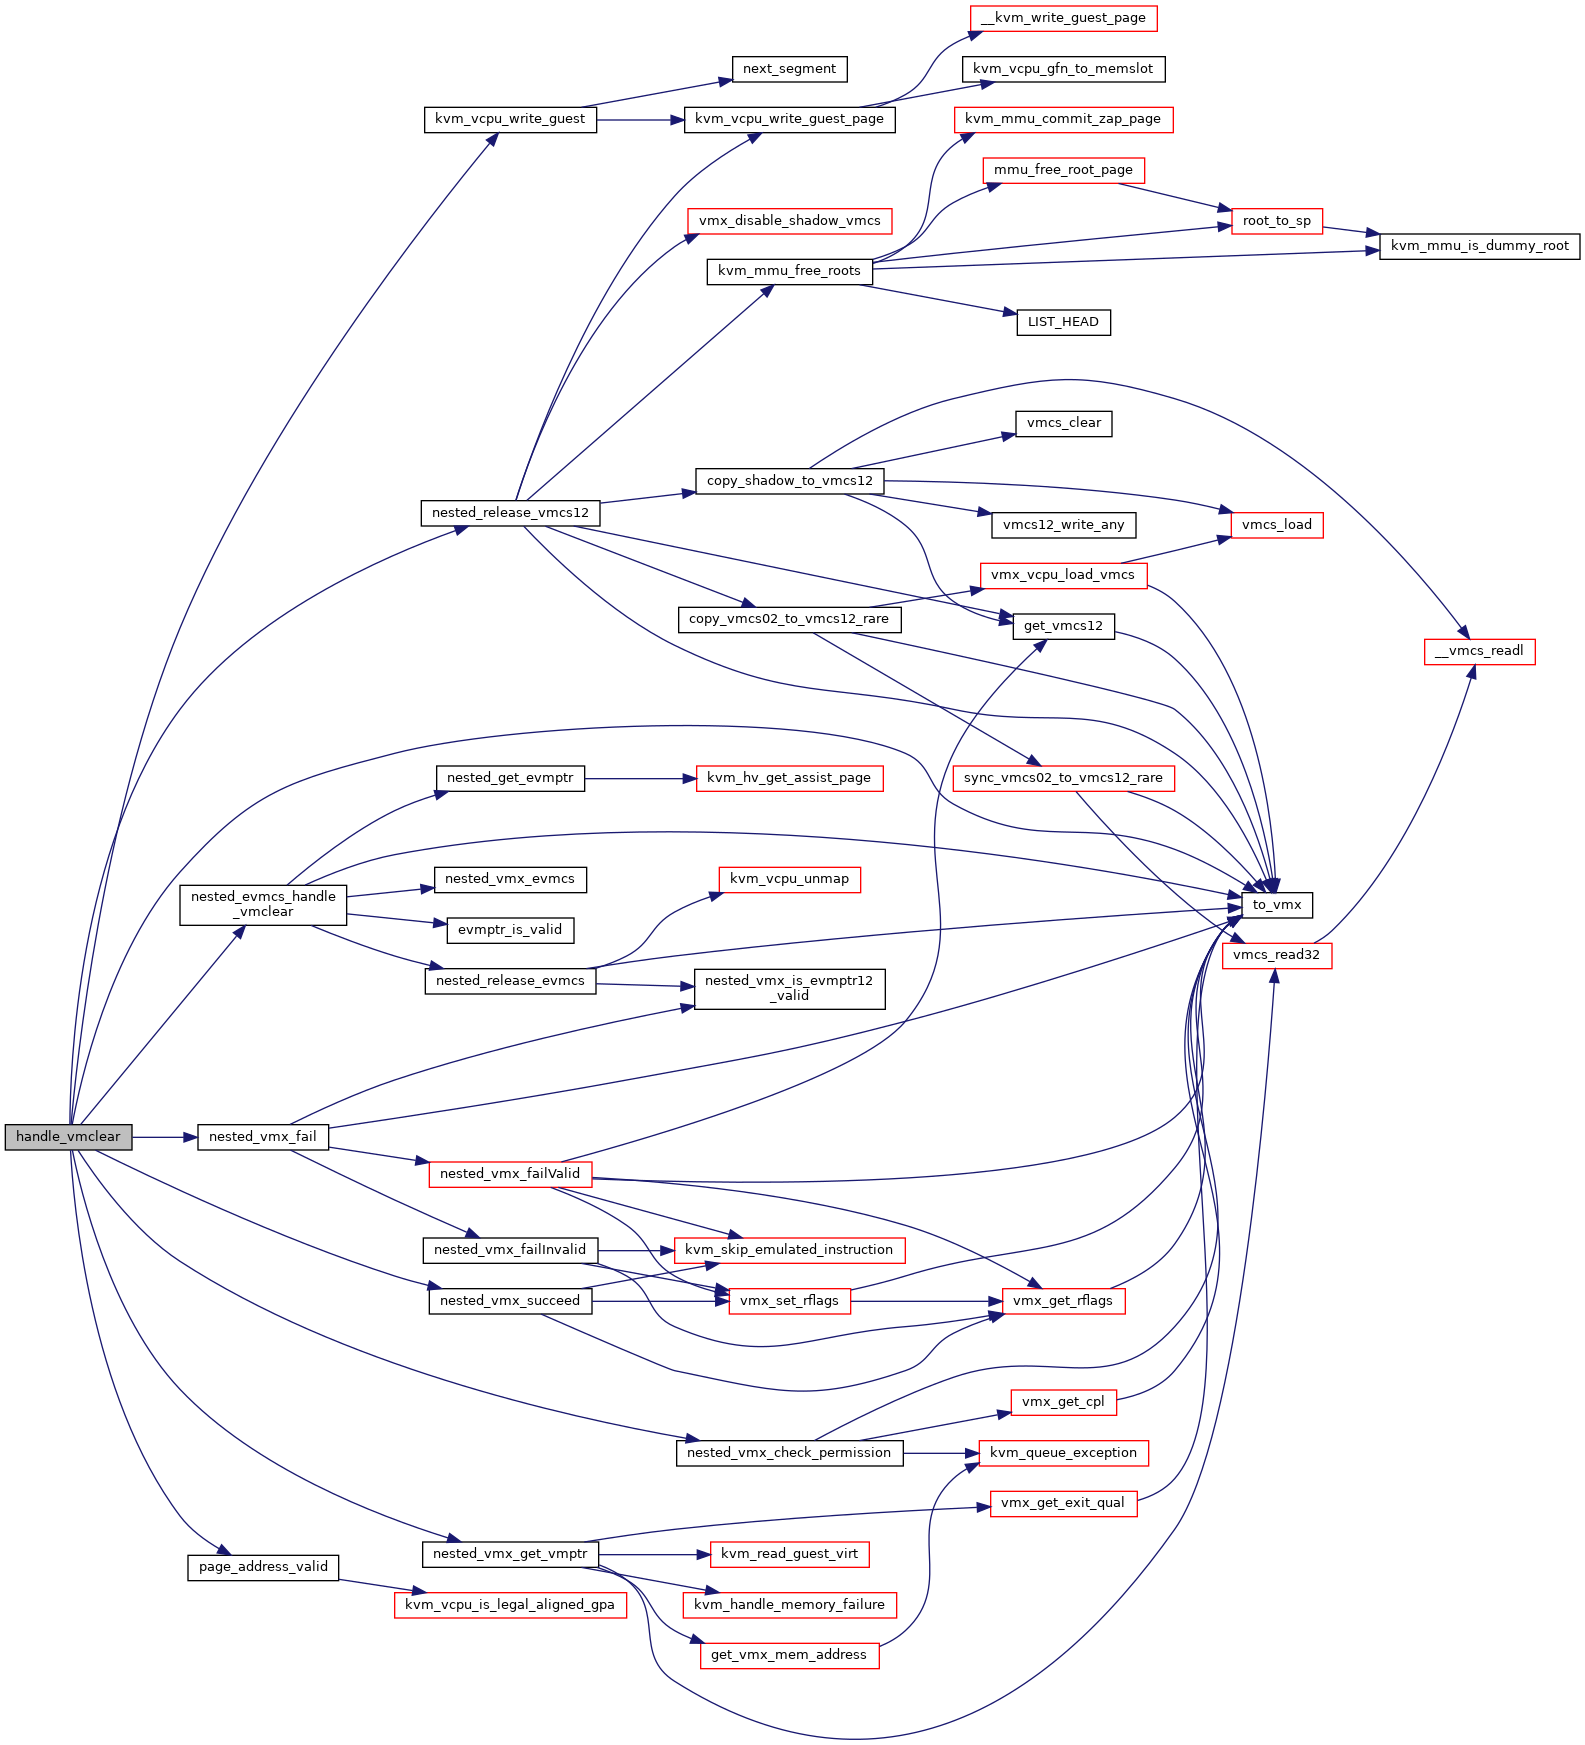 __kvm_write_guest_page
next_segment
kvm_vcpu_gfn_to_memslot
kvm_vcpu_write_guest
kvm_vcpu_write_guest_page
kvm_mmu_commit_zap_page
mmu_free_root_page
vmx_disable_shadow_vmcs
root_to_sp
kvm_mmu_is_dummy_root
kvm_mmu_free_roots
LIST_HEAD
vmcs_clear
copy_shadow_to_vmcs12
nested_release_vmcs12
vmcs12_write_any
vmcs_load
vmx_vcpu_load_vmcs
copy_vmcs02_to_vmcs12_rare
get_vmcs12
__vmcs_readl
nested_get_evmptr
kvm_hv_get_assist_page
sync_vmcs02_to_vmcs12_rare
nested_vmx_evmcs
kvm_vcpu_unmap
nested_evmcs_handle
_vmclear
to_vmx
evmptr_is_valid
vmcs_read32
nested_release_evmcs
nested_vmx_is_evmptr12
_valid
handle_vmclear
nested_vmx_fail
nested_vmx_failValid
nested_vmx_failInvalid
kvm_skip_emulated_instruction
nested_vmx_succeed
vmx_set_rflags
vmx_get_rflags
vmx_get_cpl
nested_vmx_check_permission
kvm_queue_exception
vmx_get_exit_qual
nested_vmx_get_vmptr
kvm_read_guest_virt
page_address_valid
kvm_vcpu_is_legal_aligned_gpa
kvm_handle_memory_failure
get_vmx_mem_address